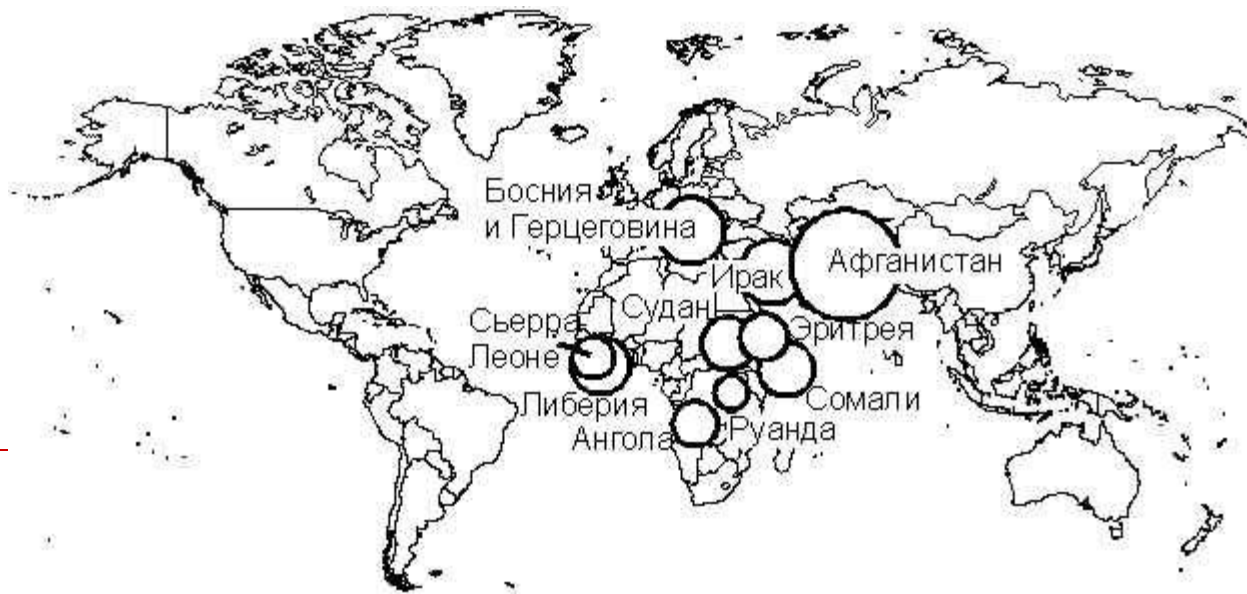 Босния
и Герцеговина
Афганистан
Ирак
Судан
Эритрея
Сьерра
Леоне
Либерия
Сомали
Ангола
Руанда